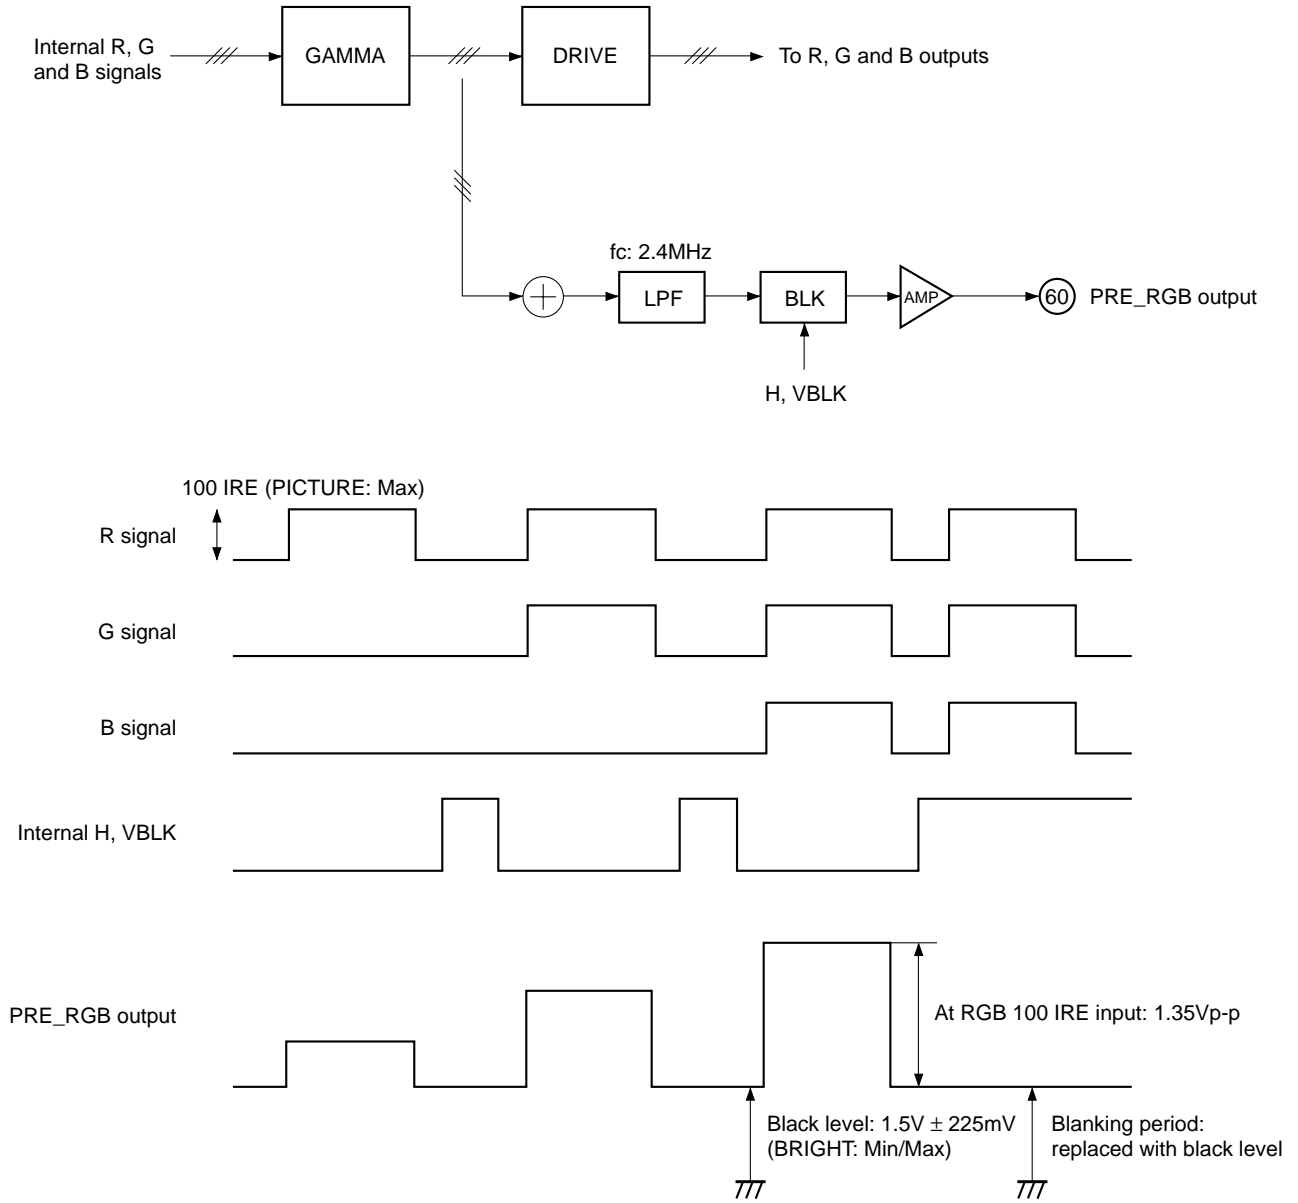 Internal R, G
and B signals
GAMMA
DRIVE
To R, G and B outputs
fc: 2.4MHz
LPF
BLK
AMP
60
PRE_RGB output
H, VBLK
100 IRE (PICTURE: Max)
R signal
G signal
B signal
Internal H, VBLK
PRE_RGB output
At RGB 100 IRE input: 1.35Vp-p
Black level: 1.5V ± 225mV
(BRIGHT: Min/Max)
Blanking period:
replaced with black level